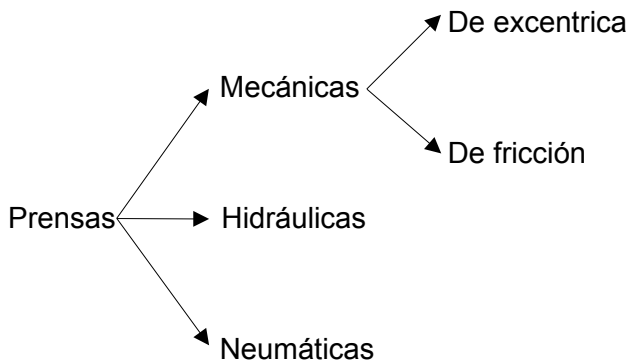 De excentrica
Mecánicas
De fricción
Prensas
Hidráulicas
Neumáticas